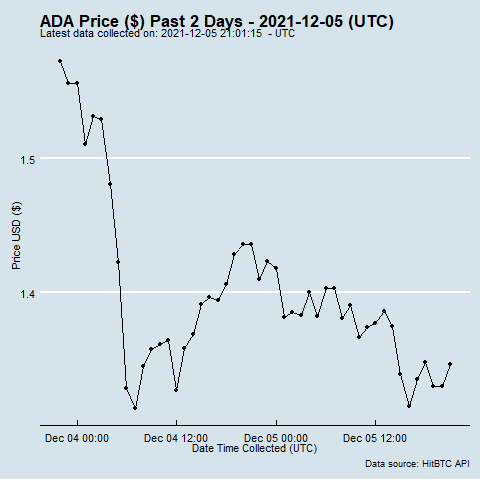 ADA Price ($) Past 2 Days - 2021-12-05 (UTC)
Latest data collected on: 2021-12-05 21:01:15 - UTC
1.5
Price USD ($)
1.4
Dec 04 00:00 Dec 04 12:00 Dec 05 00:00 Dec 05 12:00
Date Time Collected (UTC)
Data source: HitBTC API